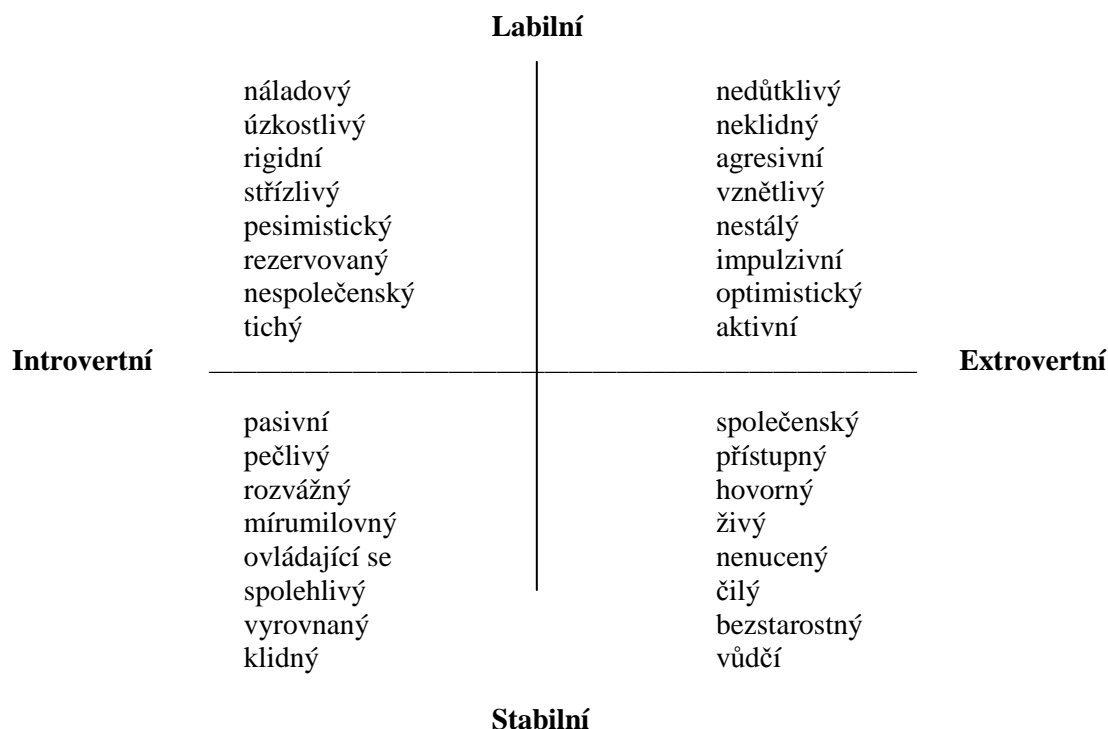 Labilní
náladový nedůtklivý
úzkostlivý neklidný
rigidní agresivní
střízlivý vznětlivý
pesimistický nestálý
rezervovaný impulzivní
nespolečenský optimistický
tichý aktivní
Introvertní Extrovertní
pasivní společenský
pečlivý přístupný
rozvážný hovorný
mírumilovný živý
ovládající se nenucený
spolehlivý čilý
vyrovnaný bezstarostný
klidný vůdčí
Stabilní